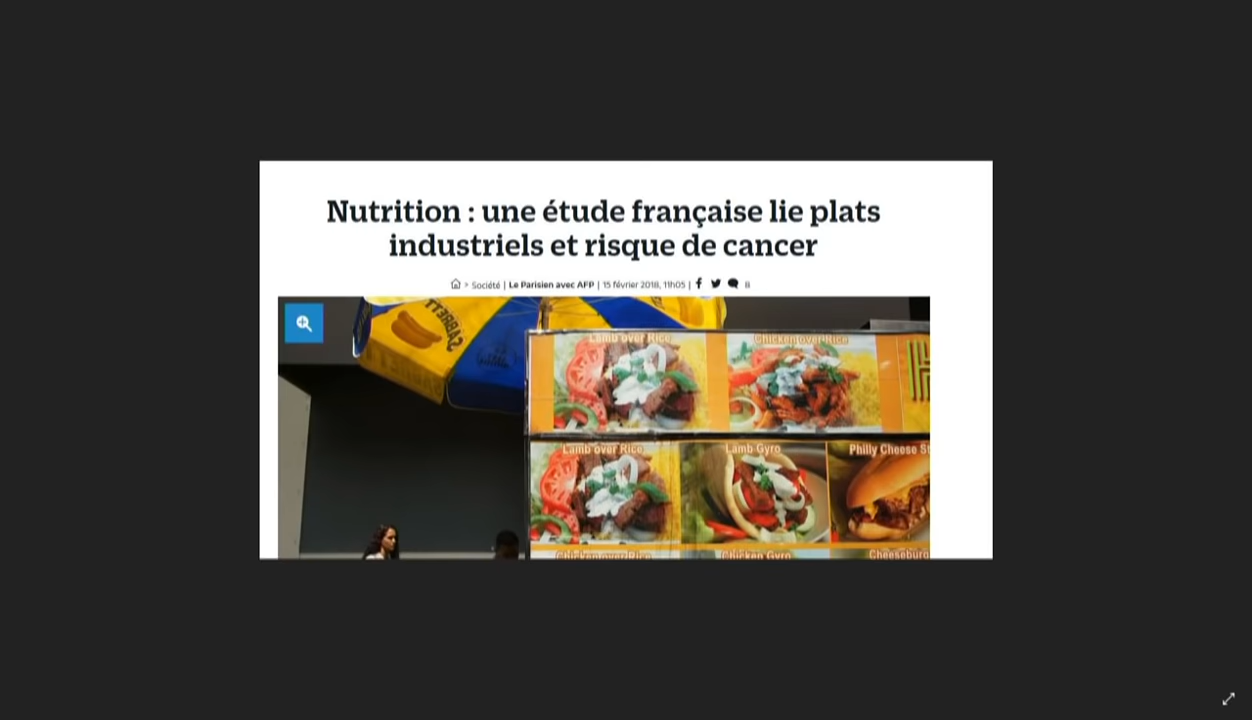 Nutrition : une étude française lie plats
industriels et risque de cancer
> Société | Le Parisien avec AFP | 15 février 2018, 11h05 | 8
SABRETT
Lamb over Rice
Chicken over Rice
Lamb over Rice
Lamb Gyro
Philly Cheese St
Chicken over Rice
Chicken Gyro
Cheeseburg